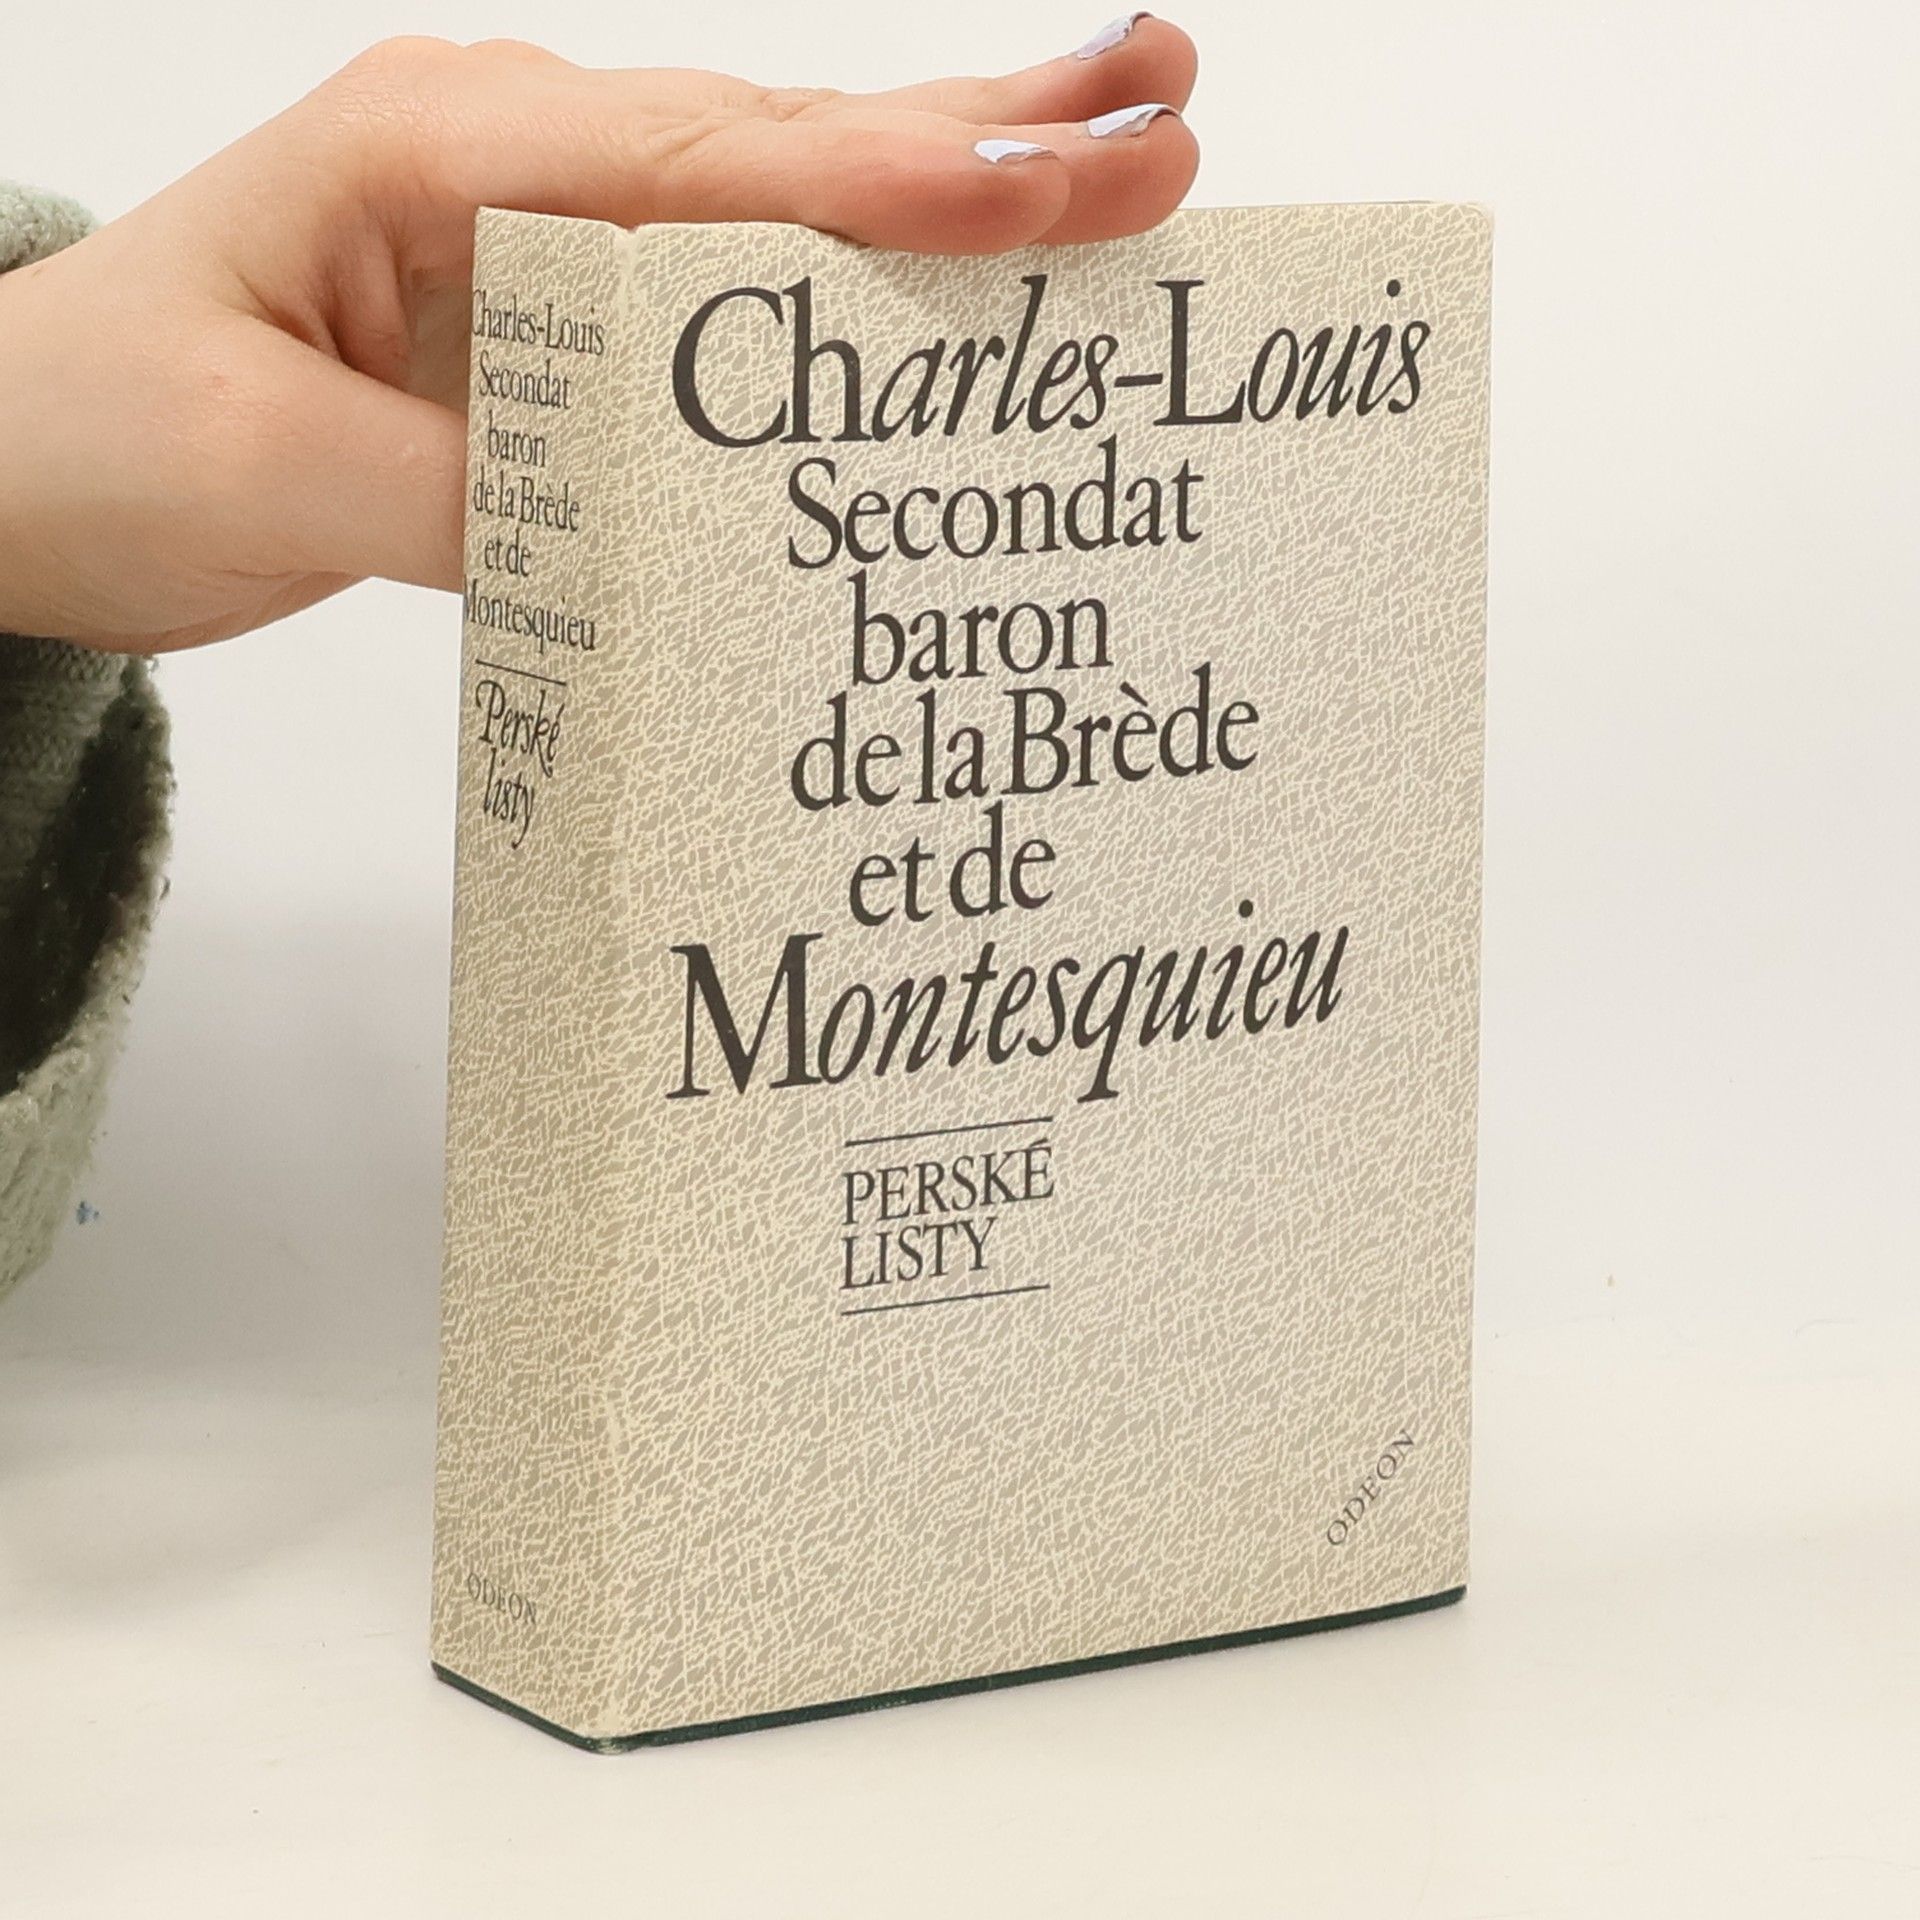 Charles-Louis
Secondat
baron
de la Brède
et de
Montesquieu
Perské
listy
ODEON
Charles-Louis
Secondat
baron
de la Brède
et de
Montesquieu
PERSKÉ
LISTY
ODEON